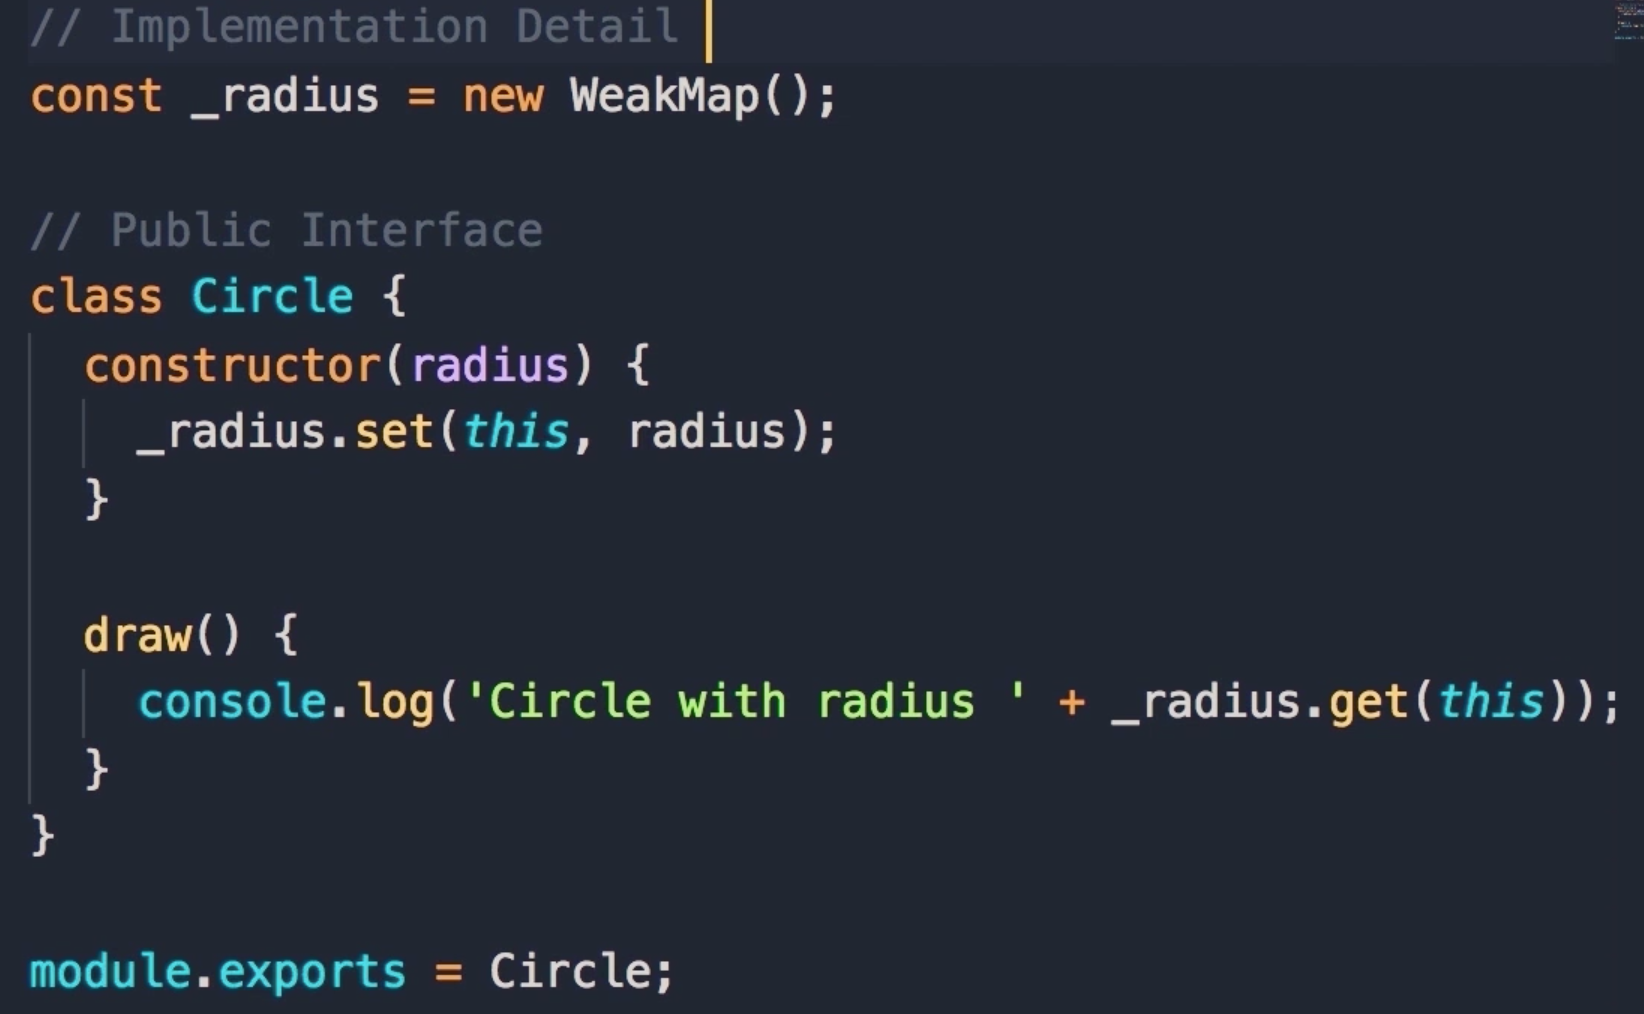 // Implementation Detail
const _radius = new WeakMap();
// Public Interface
class Circle {
constructor(radius) {
_radius.set(this, radius);
}
draw() {
console.log('Circle with radius ' + _radius.get(this));
}
}
module.exports = Circle;